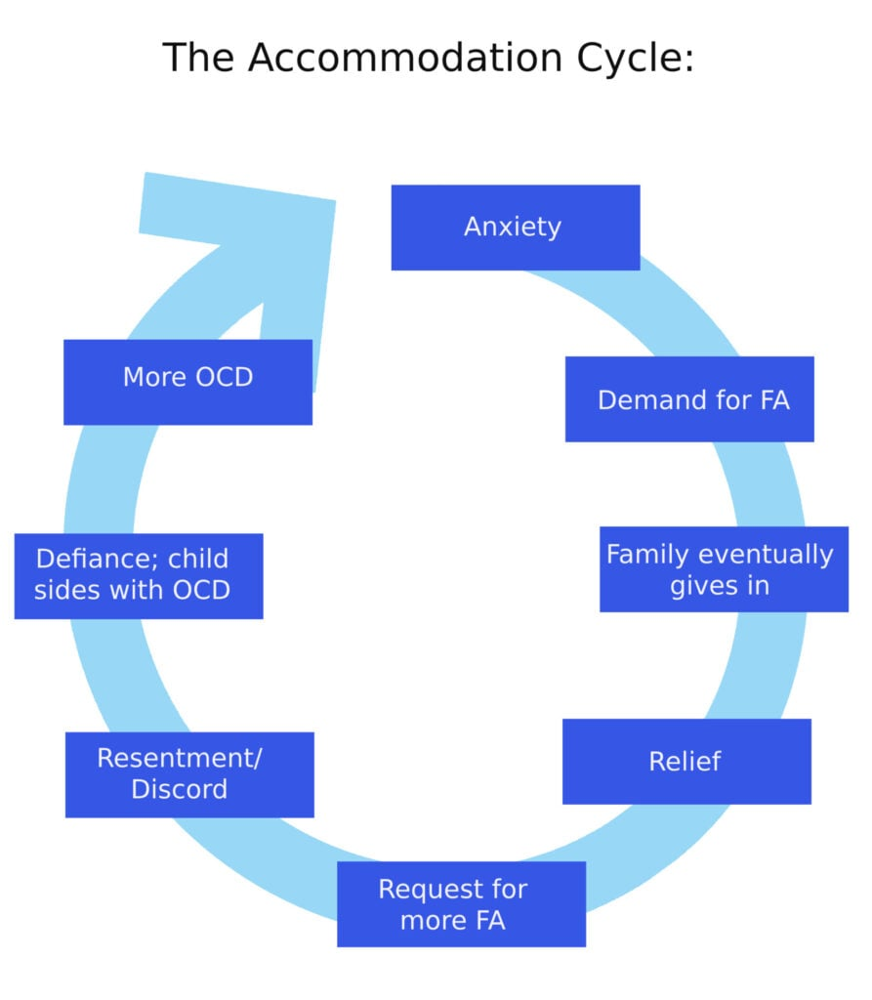 The Accommodation Cycle:
Anxiety
Demand for FA
Family eventually
gives in
Relief
Request for
more FA
Resentment/
Discord
Defiance; child
sides with OCD
More OCD